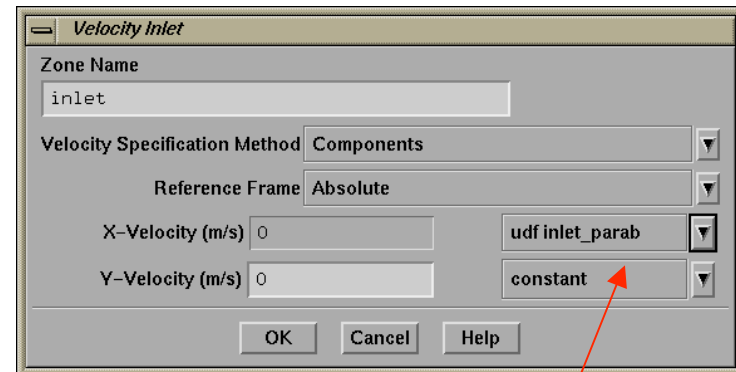 Velocity Inlet
Zone Name
inlet
Velocity Specification Method Components
Reference Frame Absolute
X-Velocity (m/s) 0 udf inlet_parab
Y-Velocity (m/s) 0 constant
OK Cancel Help